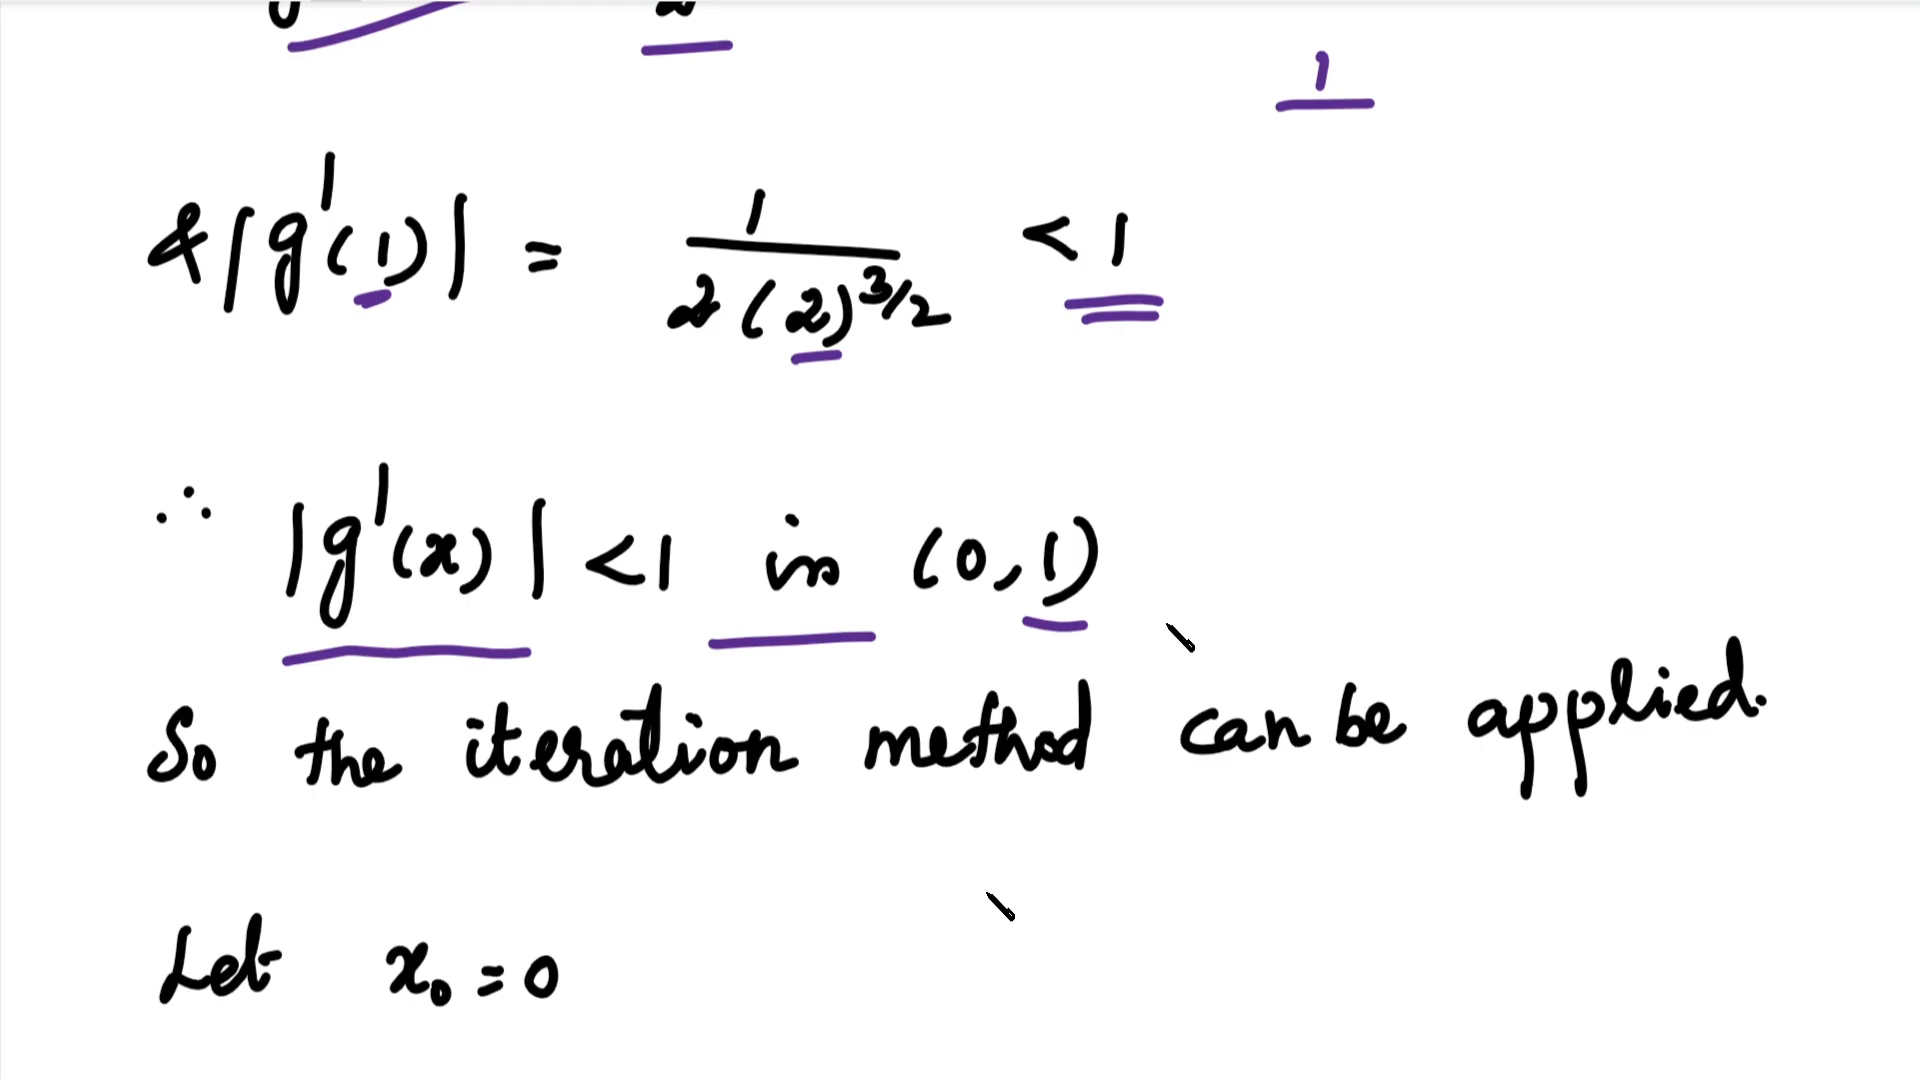 1
& |g'(1)| = 1 / 2(2)^3/2 < 1
∴ |g'(x)| < 1 in (0, 1)
So the iteration method can be applied.
Let x₀ = 0